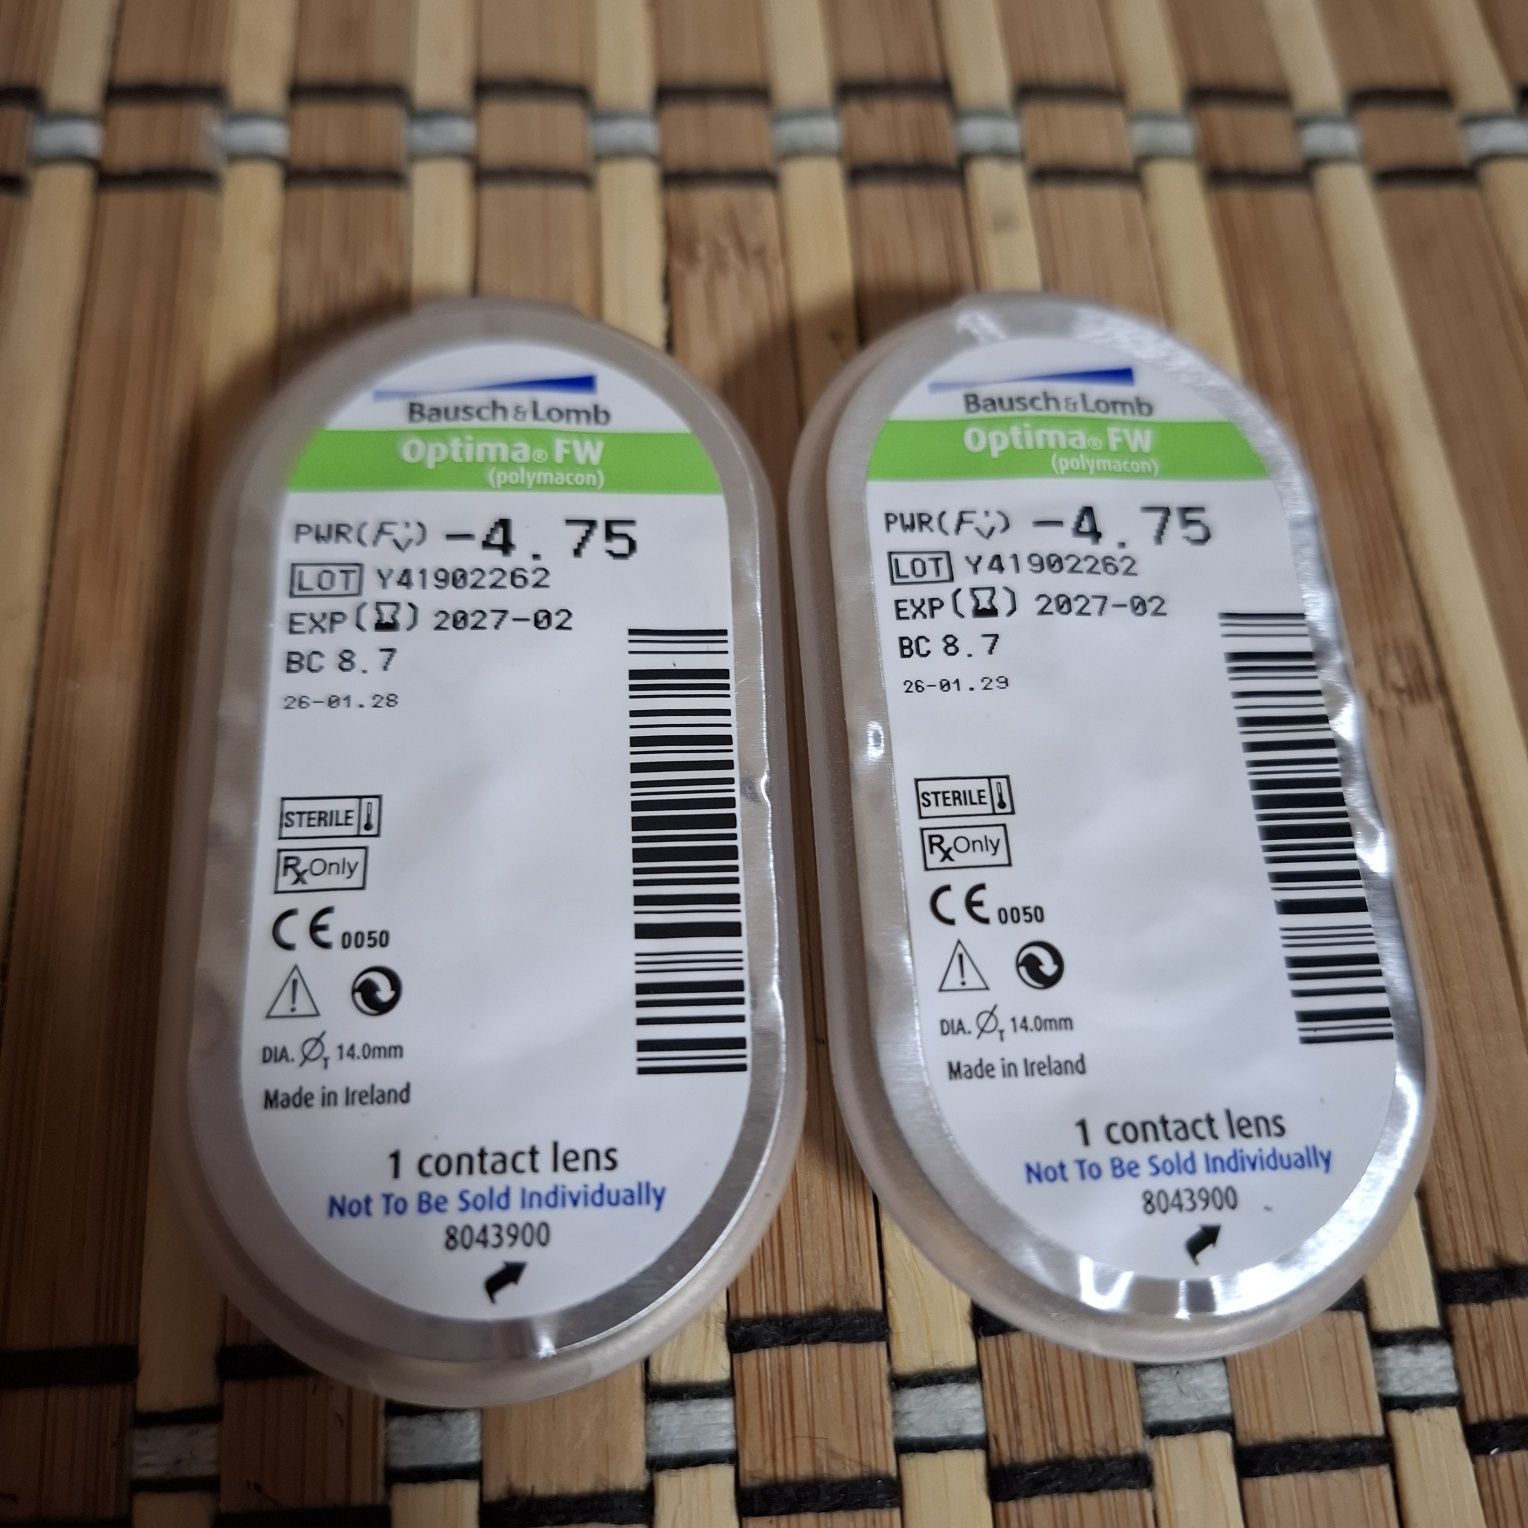 Bausch & Lomb
Optima® FW
(polymacon)
PWR(Fv) -4.75
LOT Y41902262
EXP 2027-02
BC 8.7
26-01.28
STERILE
Rx Only
CE 0050
DIA. ØT 14.0mm
Made in Ireland
1 contact lens
Not To Be Sold Individually
8043900
Bausch & Lomb
Optima® FW
(polymacon)
PWR(Fv) -4.75
LOT Y41902262
EXP 2027-02
BC 8.7
26-01.29
STERILE
Rx Only
CE 0050
DIA. ØT 14.0mm
Made in Ireland
1 contact lens
Not To Be Sold Individually
8043900